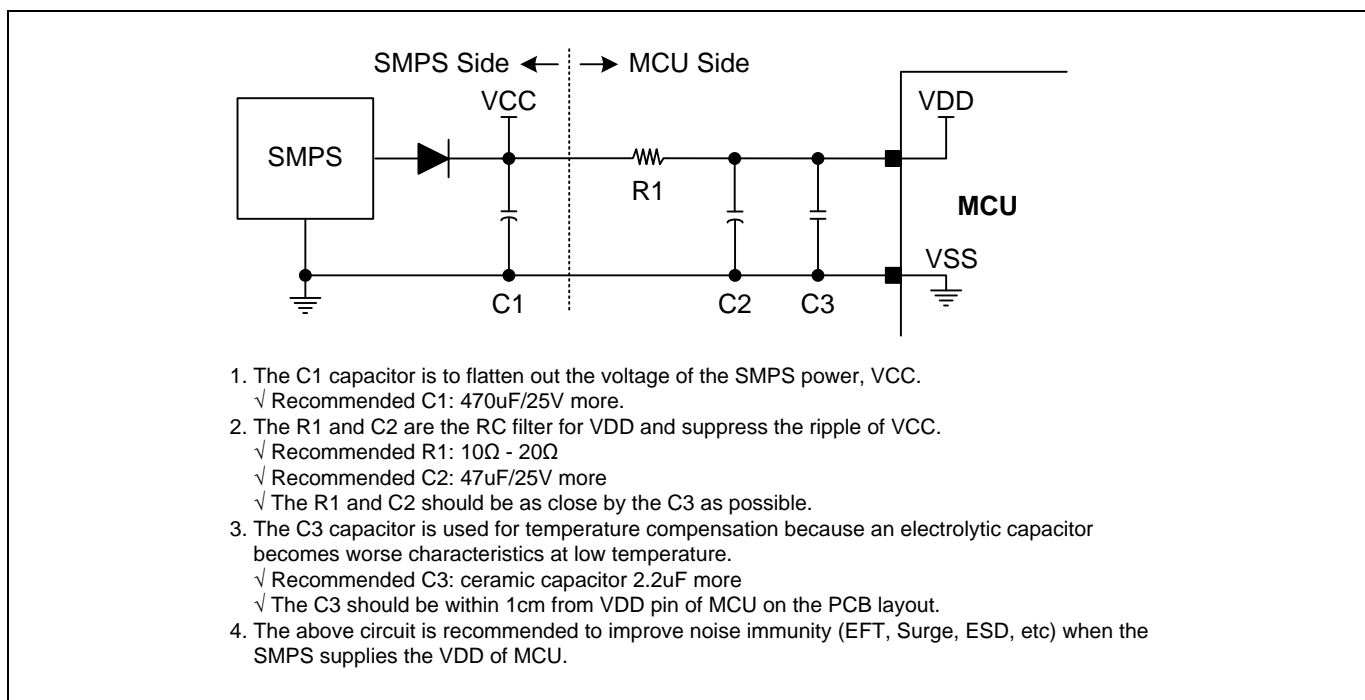 SMPS Side
MCU Side
VCC
VDD
SMPS
R1
MCU
VSS
C1
C2
C3
1. The C1 capacitor is to flatten out the voltage of the SMPS power, VCC.
√ Recommended C1: 470uF/25V more.
2. The R1 and C2 are the RC filter for VDD and suppress the ripple of VCC.
√ Recommended R1: 10Ω - 20Ω
√ Recommended C2: 47uF/25V more
√ The R1 and C2 should be as close by the C3 as possible.
3. The C3 capacitor is used for temperature compensation because an electrolytic capacitor
becomes worse characteristics at low temperature.
√ Recommended C3: ceramic capacitor 2.2uF more
√ The C3 should be within 1cm from VDD pin of MCU on the PCB layout.
4. The above circuit is recommended to improve noise immunity (EFT, Surge, ESD, etc) when the
SMPS supplies the VDD of MCU.